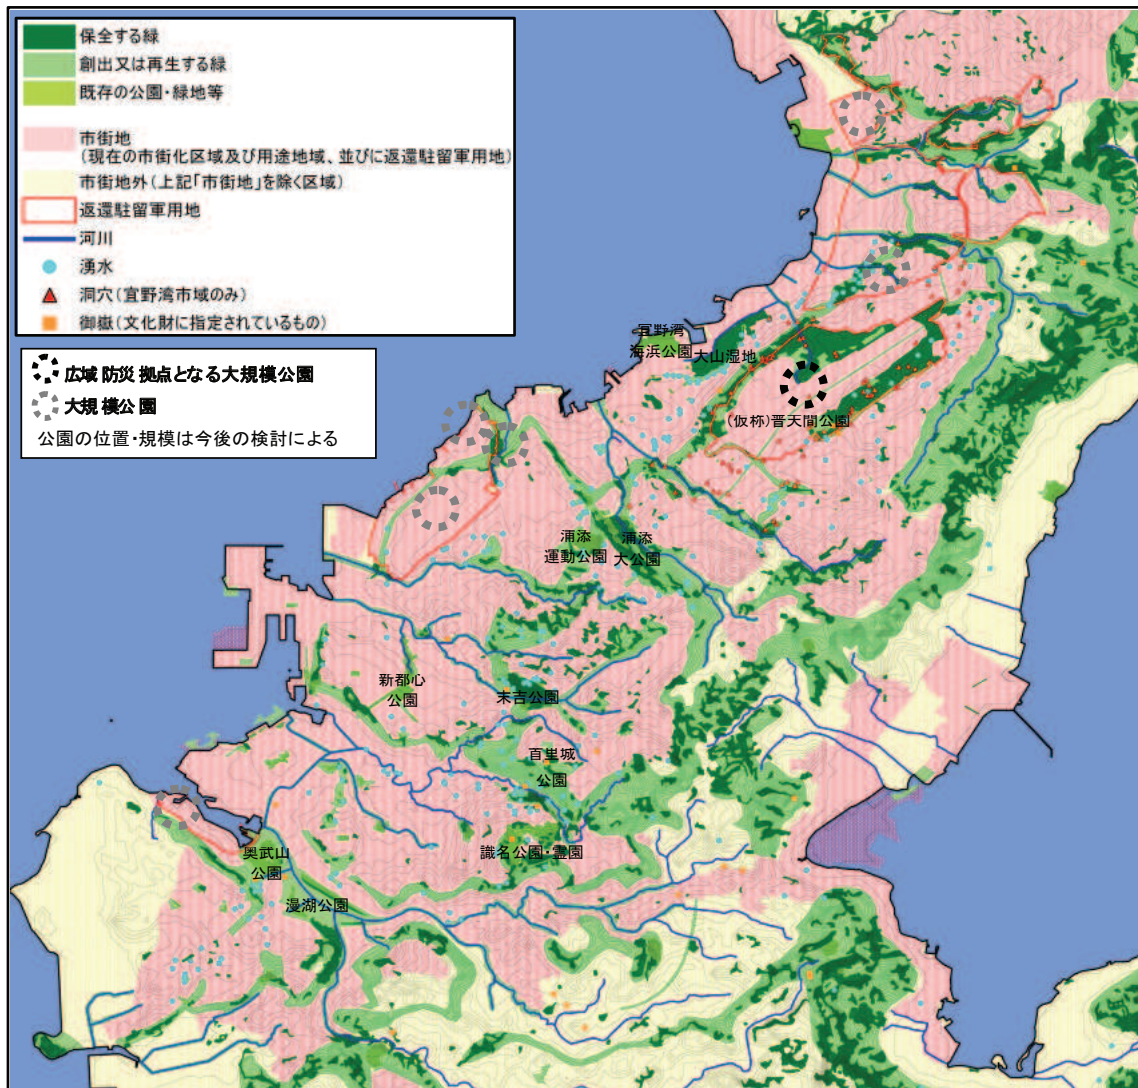 保全する緑
創出又は再生する緑
既存の公園・緑地等
市街地
(現在の市街化区域及び用途地域、並びに返還駐留軍用地)
市街地外(上記「市街地」を除く区域)
返還駐留軍用地
河川
湧水
洞穴(宜野湾市域のみ)
御嶽(文化財に指定されているもの)
広域防災拠点となる大規模公園
大規模公園
公園の位置・規模は今後の検討による
宜野湾
海浜公園
大山湿地
(仮称)普天間公園
浦添
運動公園
浦添
大公園
新都心
公園
末吉公園
百里城
公園
識名公園・霊園
奥武山
公園
漫湖公園